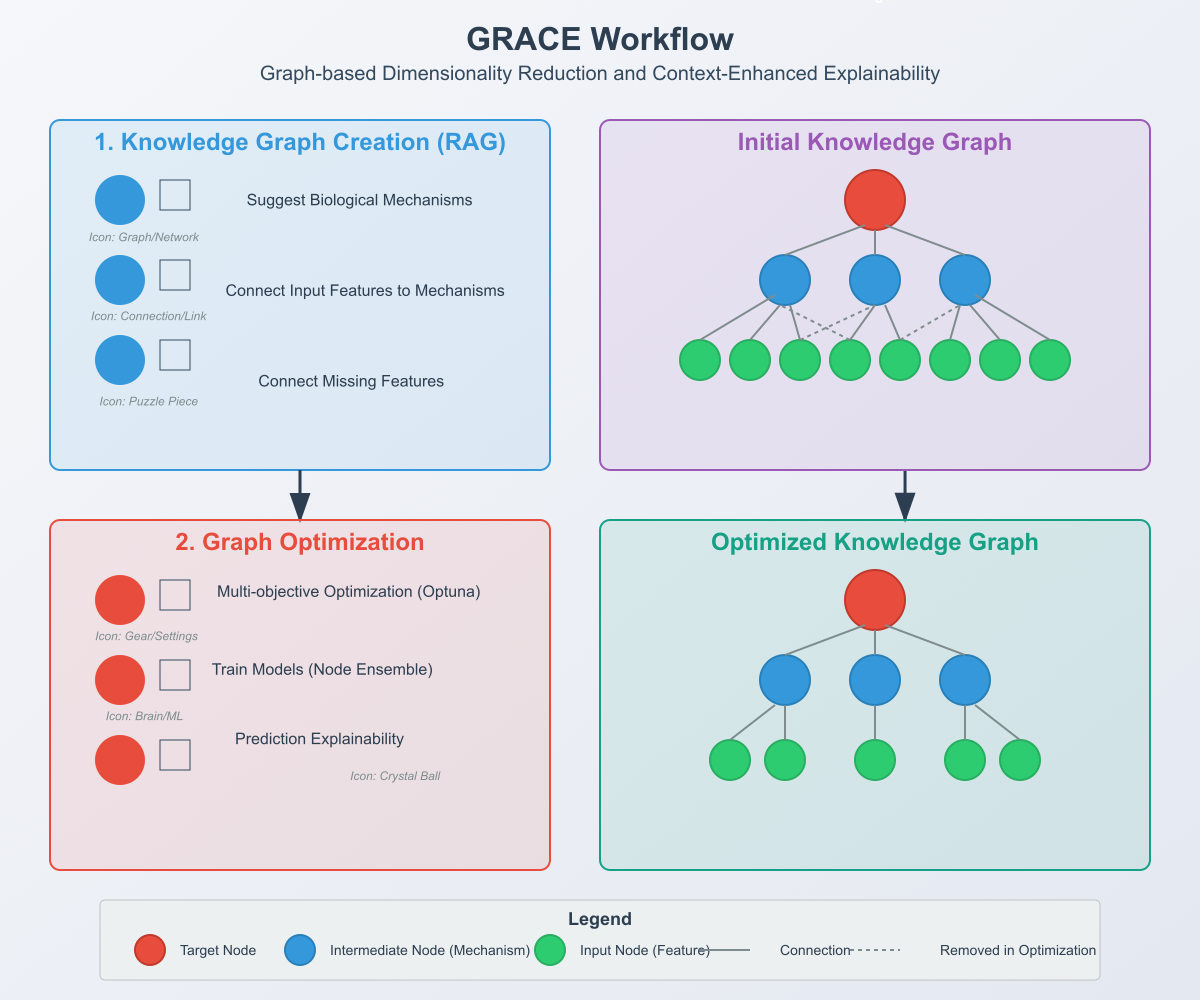 GRACE Workflow
Graph-based Dimensionality Reduction and Context-Enhanced Explainability
1. Knowledge Graph Creation (RAG)
Suggest Biological Mechanisms
Icon: Graph/Network
Connect Input Features to Mechanisms
Icon: Connection/Link
Connect Missing Features
Icon: Puzzle Piece
Initial Knowledge Graph
2. Graph Optimization
Multi-objective Optimization (Optuna)
Icon: Gear/Settings
Train Models (Node Ensemble)
Icon: Brain/ML
Prediction Explainability
Icon: Crystal Ball
Optimized Knowledge Graph
Legend
Target Node
Intermediate Node (Mechanism)
Input Node (Feature)
Connection
Removed in Optimization